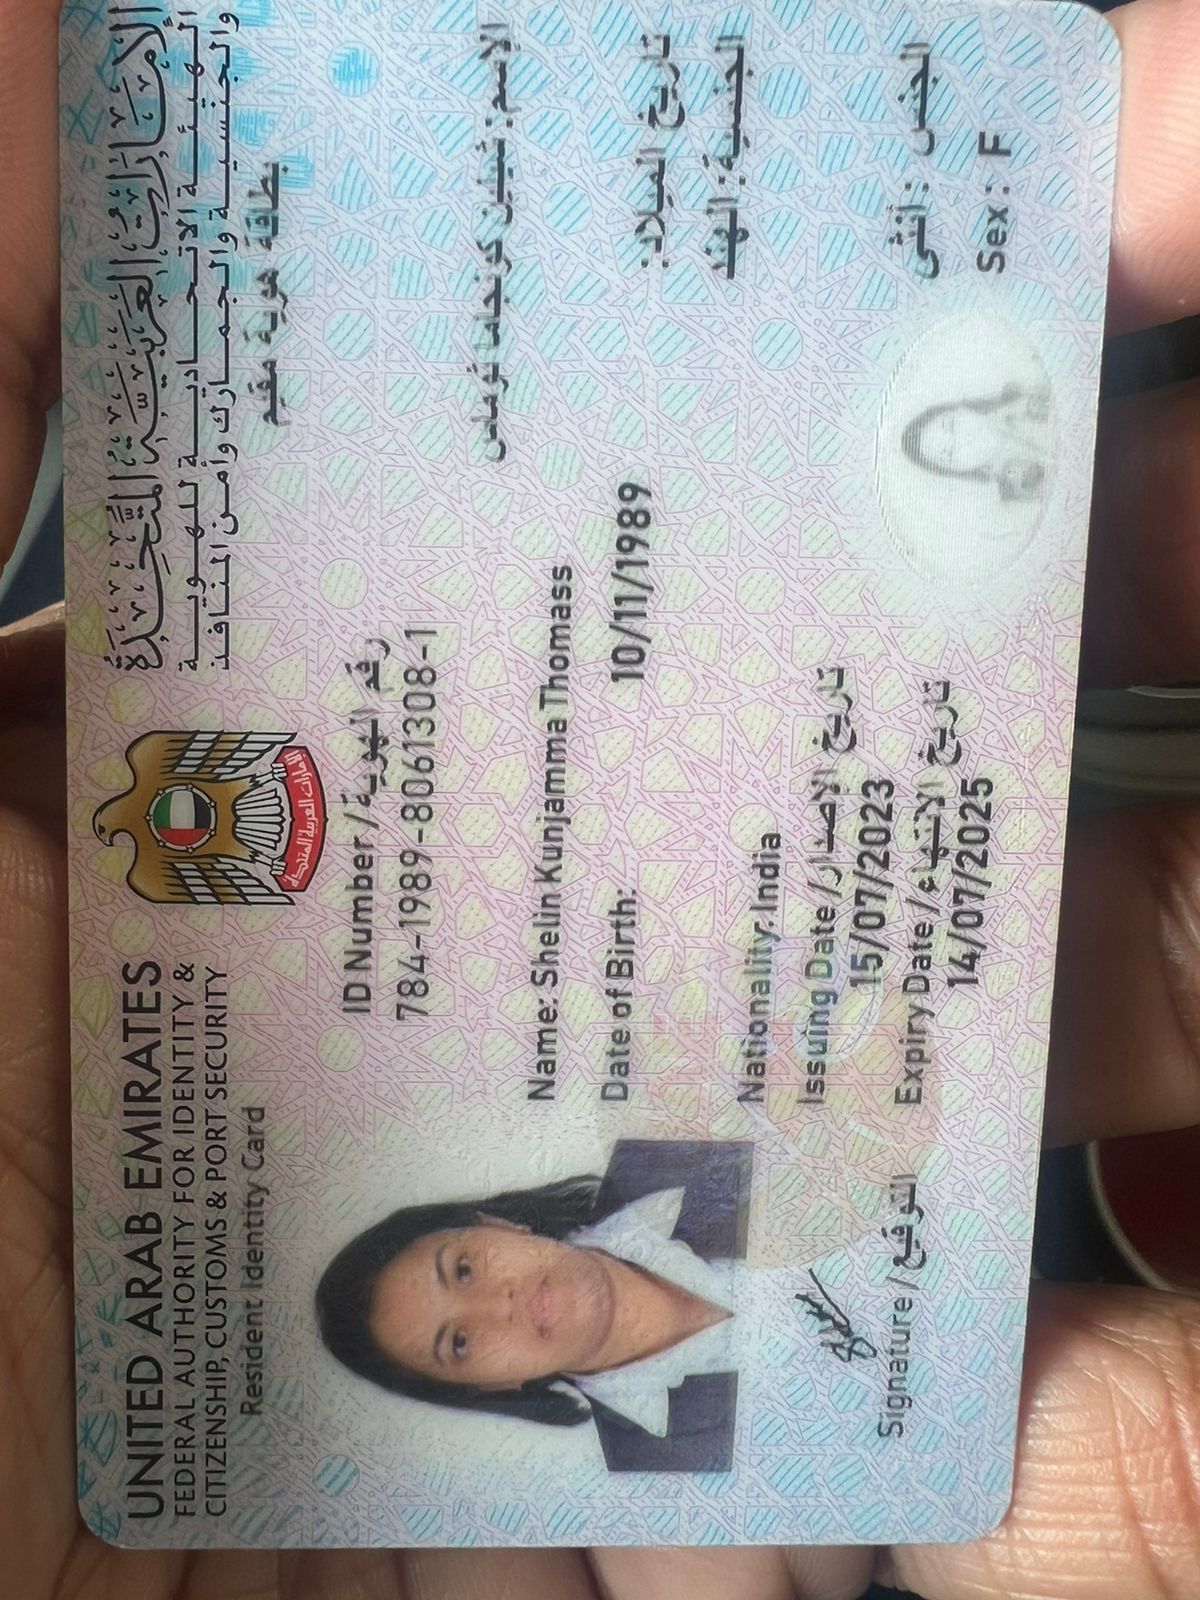 UNITED ARAB EMIRATES
FEDERAL AUTHORITY FOR IDENTITY &
CITIZENSHIP, CUSTOMS & PORT SECURITY
Resident Identity Card
الإمارات العربية المتحدة
الهيئة الاتحادية للهوية
والجنسية والجمارك وأمن المنافذ
بطاقة هوية مقيم
الإمارات العربية المتحدة
ID Number / رقم الهوية
784-1989-8061308-1
الإسم: شيلين كونجاما توماس
Name: Shelin Kunjamma Thomass
Date of Birth: 10/11/1989 تاريخ الميلاد:
الجنسية: الهند
Nationality: India
Issuing Date / تاريخ الإصدار
15/07/2023
Expiry Date / تاريخ الانتهاء
14/07/2025
الجنس : أنثى
Sex : F
Signature / التوقيع